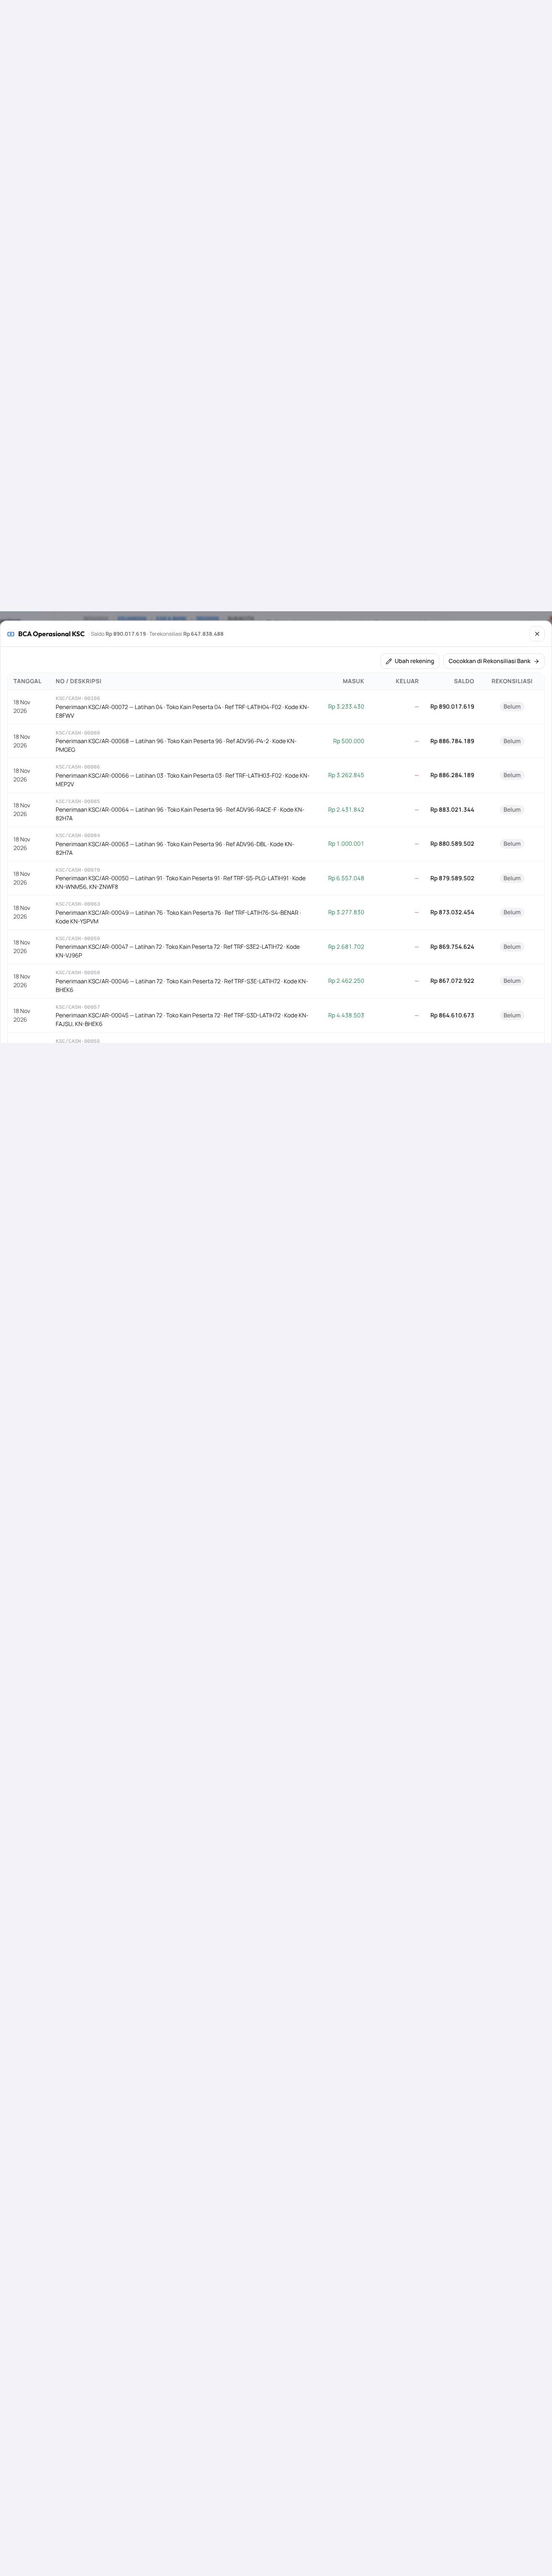 BCA Operasional KSC · Saldo Rp 890.017.619 · Terekonsiliasi Rp 647.838.488
Ubah rekening
Cocokkan di Rekonsiliasi Bank →
TANGGAL NO / DESKRIPSI MASUK KELUAR SALDO REKONSILIASI
18 Nov 2026
Penerimaan KSC/AR-00072 — Latihan 04 · Toko Kain Peserta 04 · Ref TRF-LATIH04-F02 · Kode KN-
E8FWV
Rp 3.233.430 — Rp 890.017.619 Belum
18 Nov 2026
Penerimaan KSC/AR-00068 — Latihan 96 · Toko Kain Peserta 96 · Ref ADV96-P4-2 · Kode KN-
PMGEG
Rp 500.000 — Rp 886.784.189 Belum
18 Nov 2026
Penerimaan KSC/AR-00066 — Latihan 03 · Toko Kain Peserta 03 · Ref TRF-LATIH03-F02 · Kode KN-
MEP2V
Rp 3.262.845 — Rp 886.284.189 Belum
18 Nov 2026
Penerimaan KSC/AR-00064 — Latihan 96 · Toko Kain Peserta 96 · Ref ADV96-RACE-F · Kode KN-
82H7A
Rp 2.431.842 — Rp 883.021.344 Belum
18 Nov 2026
Penerimaan KSC/AR-00063 — Latihan 96 · Toko Kain Peserta 96 · Ref ADV96-DBL · Kode KN-
82H7A
Rp 1.000.001 — Rp 880.589.502 Belum
18 Nov 2026
Penerimaan KSC/AR-00050 — Latihan 91 · Toko Kain Peserta 91 · Ref TRF-S5-PLG-LATIH91 · Kode
KN-WNM56, KN-ZNWF8
Rp 6.557.048 — Rp 879.589.502 Belum
18 Nov 2026
KSC/CASH-00063
Penerimaan KSC/AR-00049 — Latihan 76 · Toko Kain Peserta 76 · Ref TRF-LATIH76-S4-BENAR ·
Kode KN-YSPVM
Rp 3.277.830 — Rp 873.032.454 Belum
18 Nov 2026
Penerimaan KSC/AR-00047 — Latihan 72 · Toko Kain Peserta 72 · Ref TRF-S3E2-LATIH72 · Kode
KN-VJ96P
Rp 2.681.702 — Rp 869.754.624 Belum
18 Nov 2026
Penerimaan KSC/AR-00046 — Latihan 72 · Toko Kain Peserta 72 · Ref TRF-S3E-LATIH72 · Kode KN-
BHEK6
Rp 2.462.250 — Rp 867.072.922 Belum
18 Nov 2026
KSC/CASH-00057
Penerimaan KSC/AR-00045 — Latihan 72 · Toko Kain Peserta 72 · Ref TRF-S3D-LATIH72 · Kode KN-
FAJSU, KN-BHEK6
Rp 4.438.503 — Rp 864.610.673 Belum